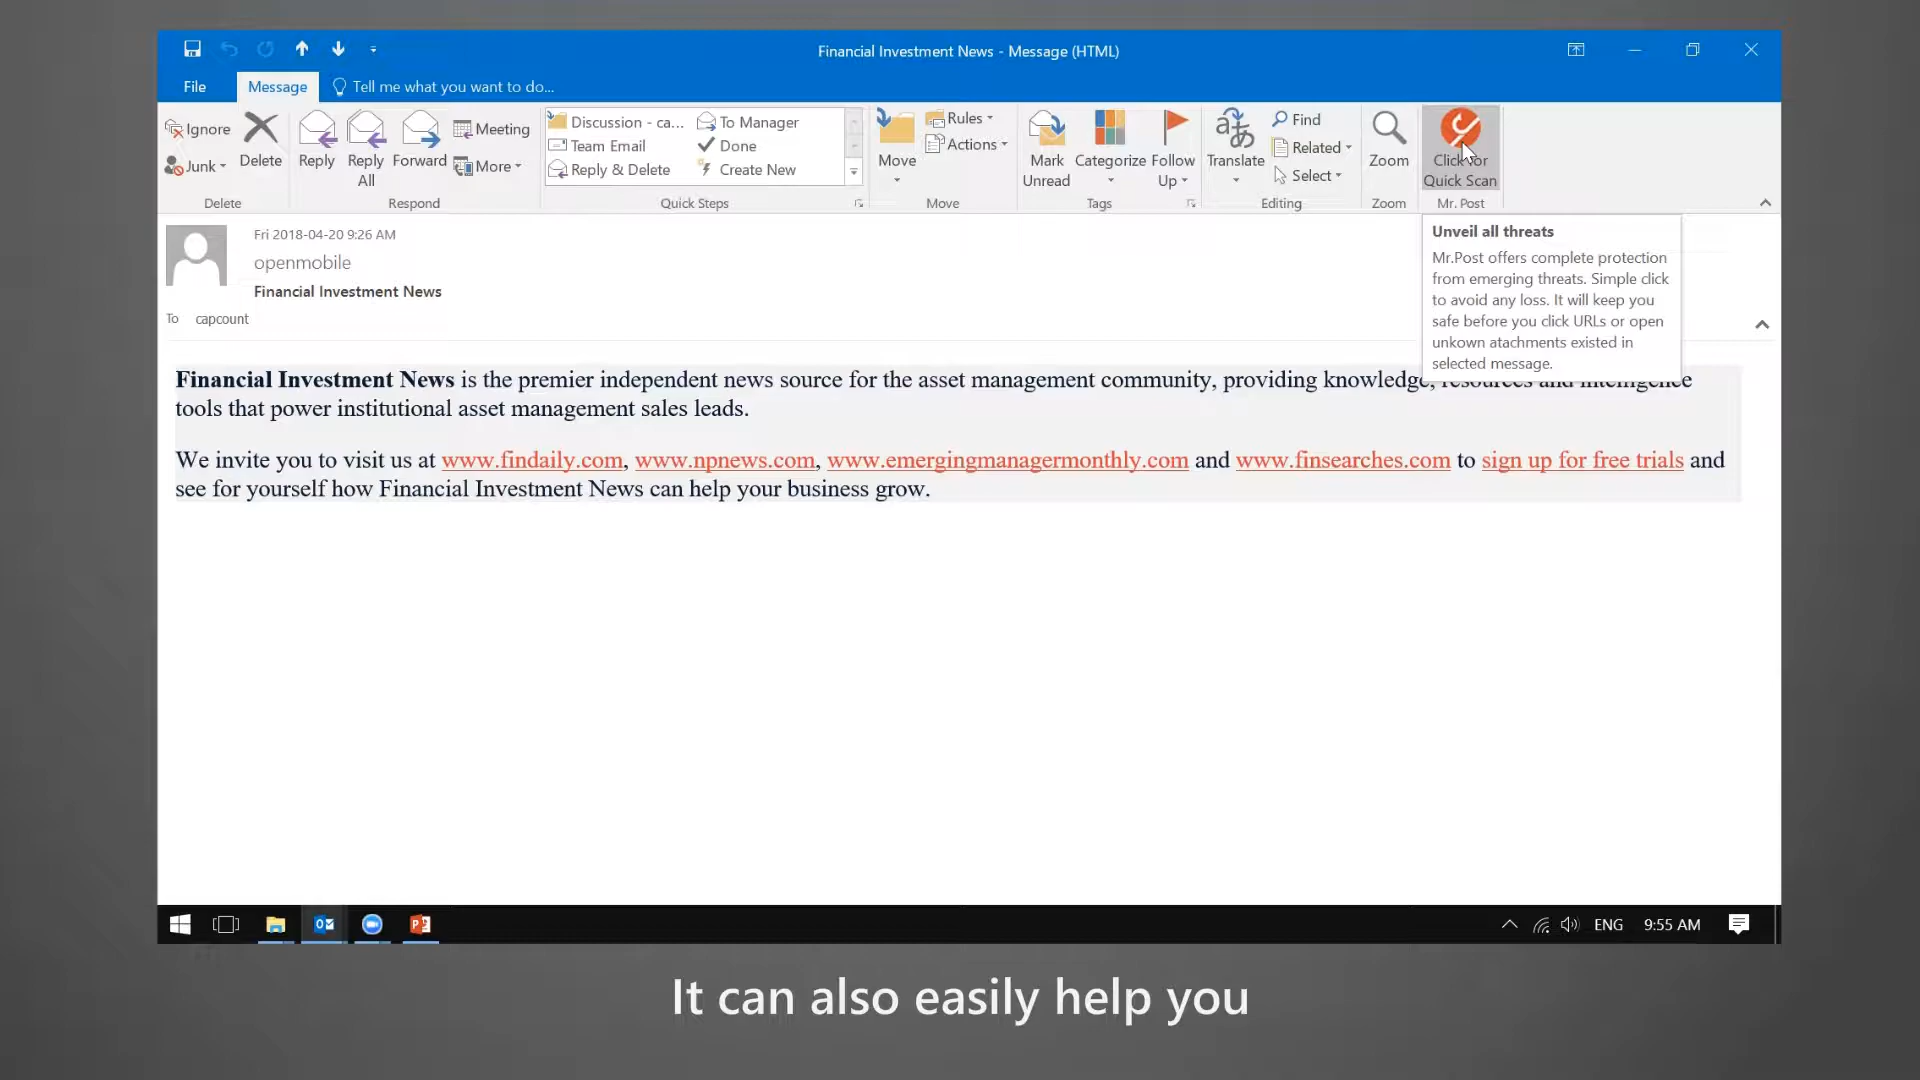 Financial Investment News - Message (HTML)
File
Message
Tell me what you want to do...
Ignore
Junk
Delete
Delete
Reply
Reply
All
Forward
Meeting
More
Respond
Discussion - ca...
Team Email
Reply & Delete
To Manager
Done
Create New
Quick Steps
Move
Rules
Actions
Move
Mark
Unread
Categorize
Follow
Up
Tags
Translate
Find
Related
Select
Editing
Zoom
Zoom
Click for
Quick Scan
Mr. Post
Unveil all threats
Mr.Post offers complete protection
from emerging threats. Simple click
to avoid any loss. It will keep you
safe before you click URLs or open
unkown atachments existed in
selected message.
Fri 2018-04-20 9:26 AM
openmobile
Financial Investment News
To capcount
Financial Investment News is the premier independent news source for the asset management community, providing knowledge, resources and intelligence
tools that power institutional asset management sales leads.
We invite you to visit us at www.findaily.com, www.npnews.com, www.emergingmanagermonthly.com and www.finsearches.com to sign up for free trials and
see for yourself how Financial Investment News can help your business grow.
ENG
9:55 AM
It can also easily help you